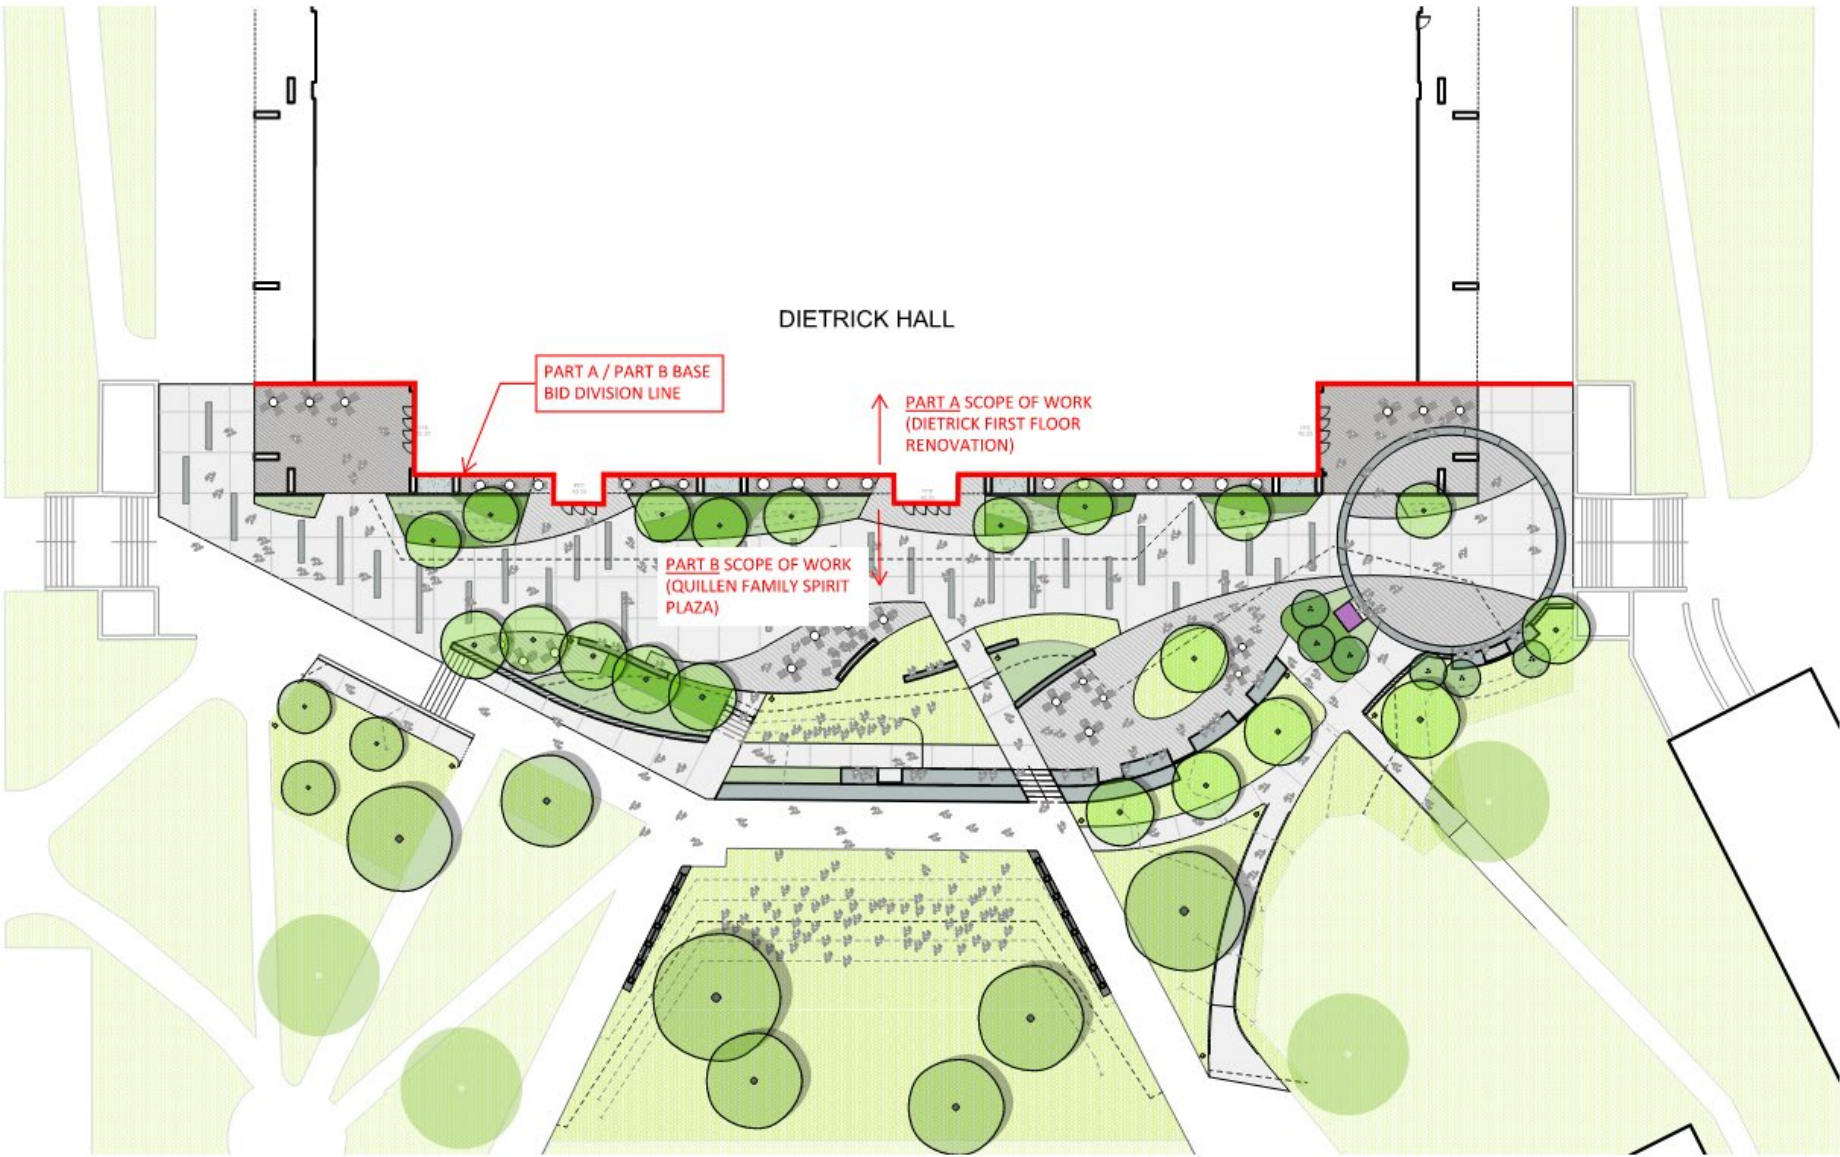 DIETRICK HALL
PART A / PART B BASE
BID DIVISION LINE
PART A SCOPE OF WORK
(DIETRICK FIRST FLOOR
RENOVATION)
PART B SCOPE OF WORK
(QUILLEN FAMILY SPIRIT
PLAZA)